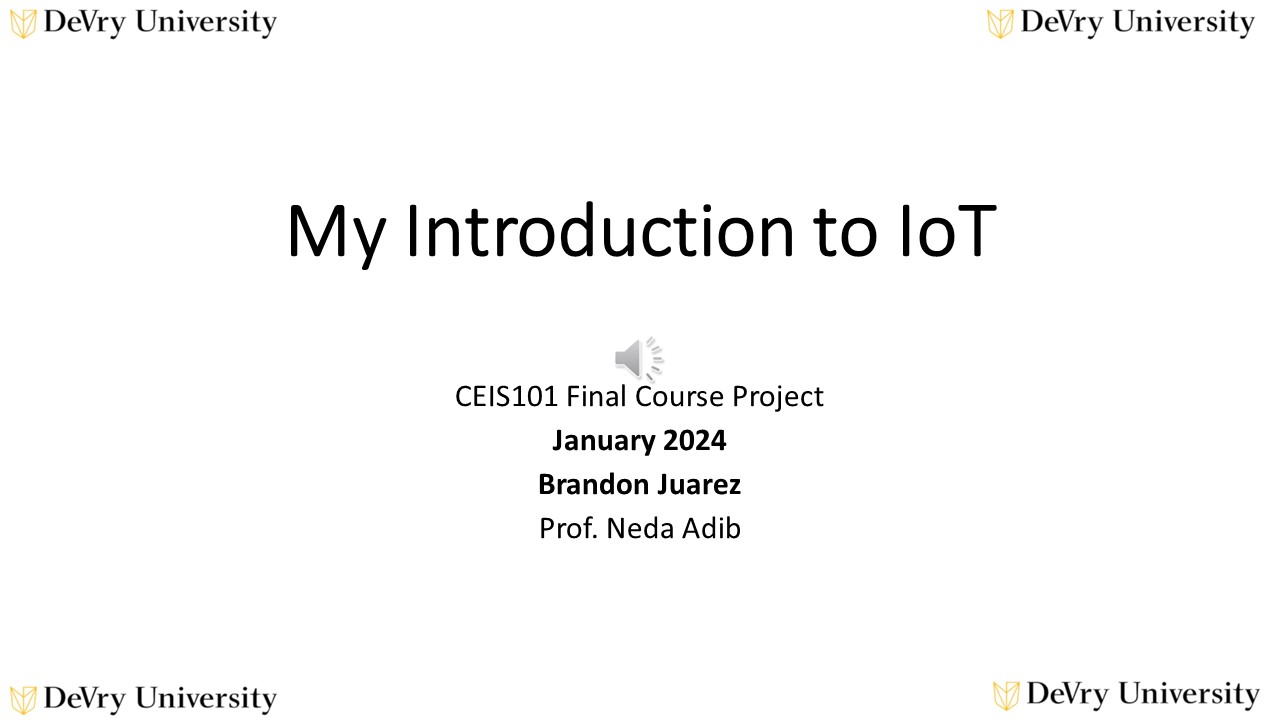 DeVry University
DeVry University
My Introduction to IoT
CEIS101 Final Course Project
January 2024
Brandon Juarez
Prof. Neda Adib
DeVry University
DeVry University